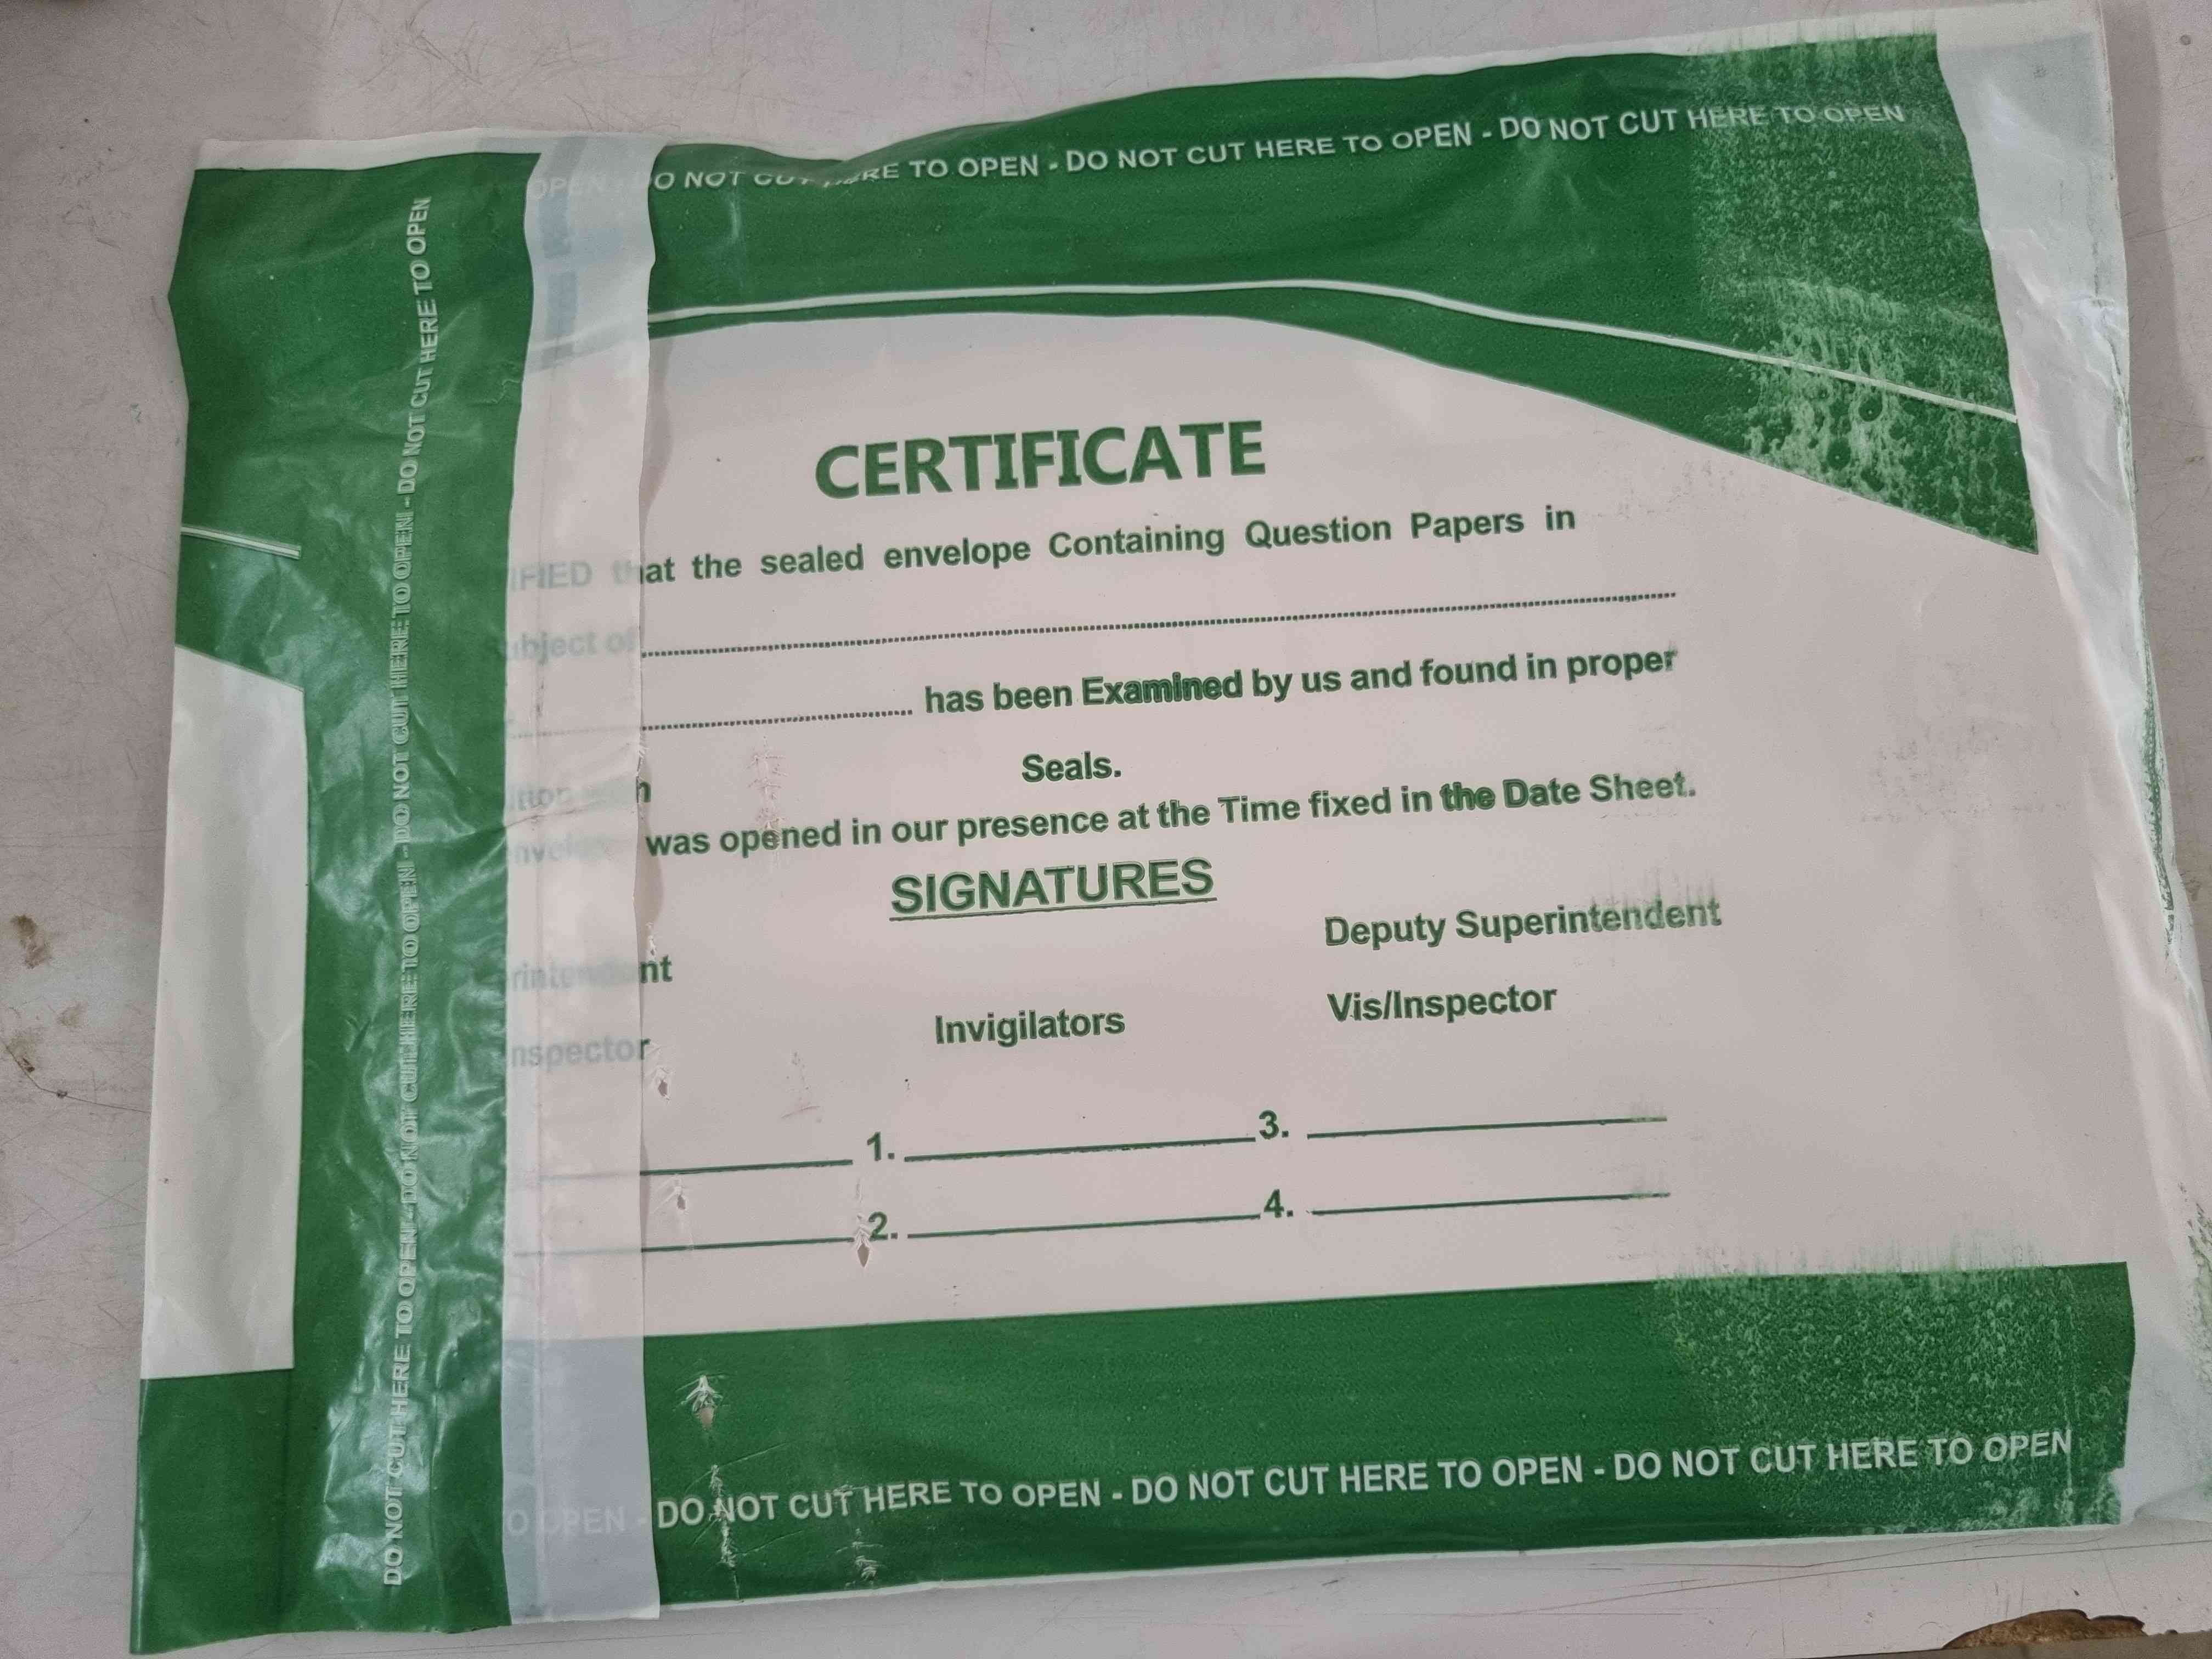 DO NOT CUT HERE TO OPEN - DO NOT CUT HERE TO OPEN - DO NOT CUT HERE TO OPEN
DO NOT CUT HERE TO OPEN - DO NOT CUT HERE TO OPEN - DO NOT CUT HERE TO OPEN - DO NOT CUT HERE TO OPEN
CERTIFICATE
IFIED that the sealed envelope Containing Question Papers in
ubject of
has been Examined by us and found in proper
Seals.
was opened in our presence at the Time fixed in the Date Sheet.
SIGNATURES
Deputy Superintendent
Invigilators Vis/Inspector
nspector
1. 3.
2. 4.
O OPEN - DO NOT CUT HERE TO OPEN - DO NOT CUT HERE TO OPEN - DO NOT CUT HERE TO OPEN